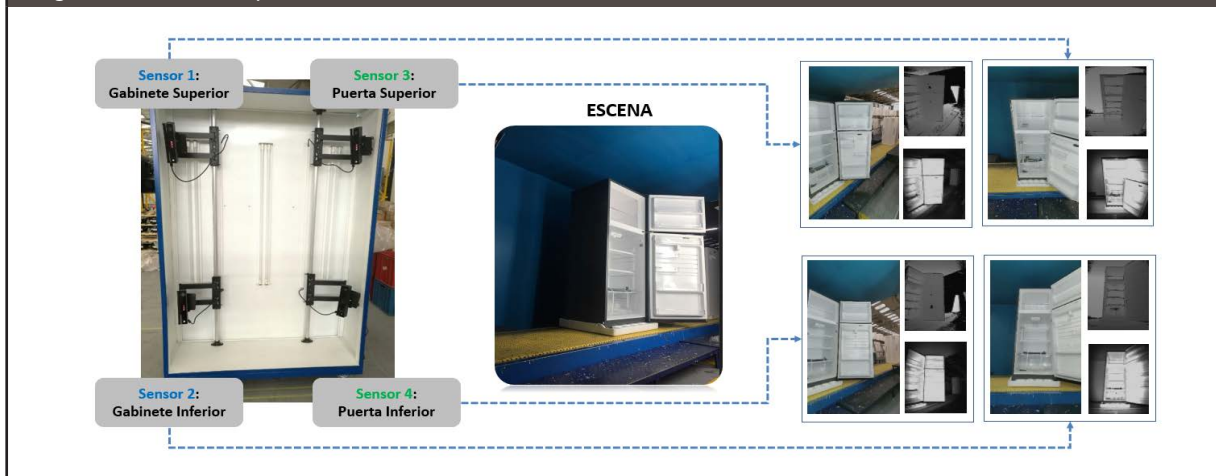 Sensor 1:
Gabinete Superior
Sensor 3:
Puerta Superior
ESCENA
Sensor 2:
Gabinete Inferior
Sensor 4:
Puerta Inferior